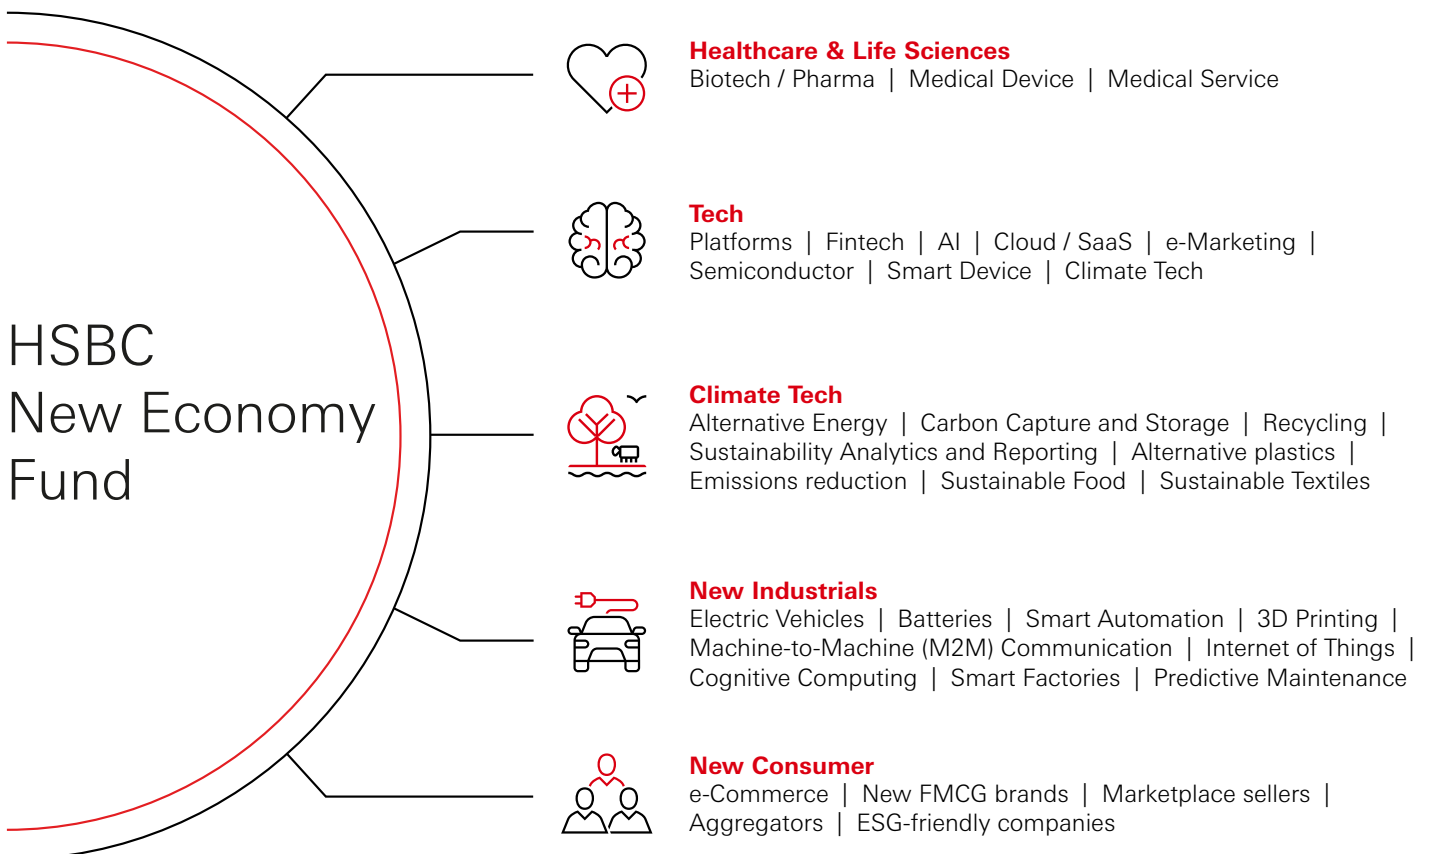 HSBC
New Economy
Fund
Healthcare & Life Sciences
Biotech / Pharma | Medical Device | Medical Service
Tech
Platforms | Fintech | AI | Cloud / SaaS | e-Marketing |
Semiconductor | Smart Device | Climate Tech
Climate Tech
Alternative Energy | Carbon Capture and Storage | Recycling |
Sustainability Analytics and Reporting | Alternative plastics |
Emissions reduction | Sustainable Food | Sustainable Textiles
New Industrials
Electric Vehicles | Batteries | Smart Automation | 3D Printing |
Machine-to-Machine (M2M) Communication | Internet of Things |
Cognitive Computing | Smart Factories | Predictive Maintenance
New Consumer
e-Commerce | New FMCG brands | Marketplace sellers |
Aggregators | ESG-friendly companies